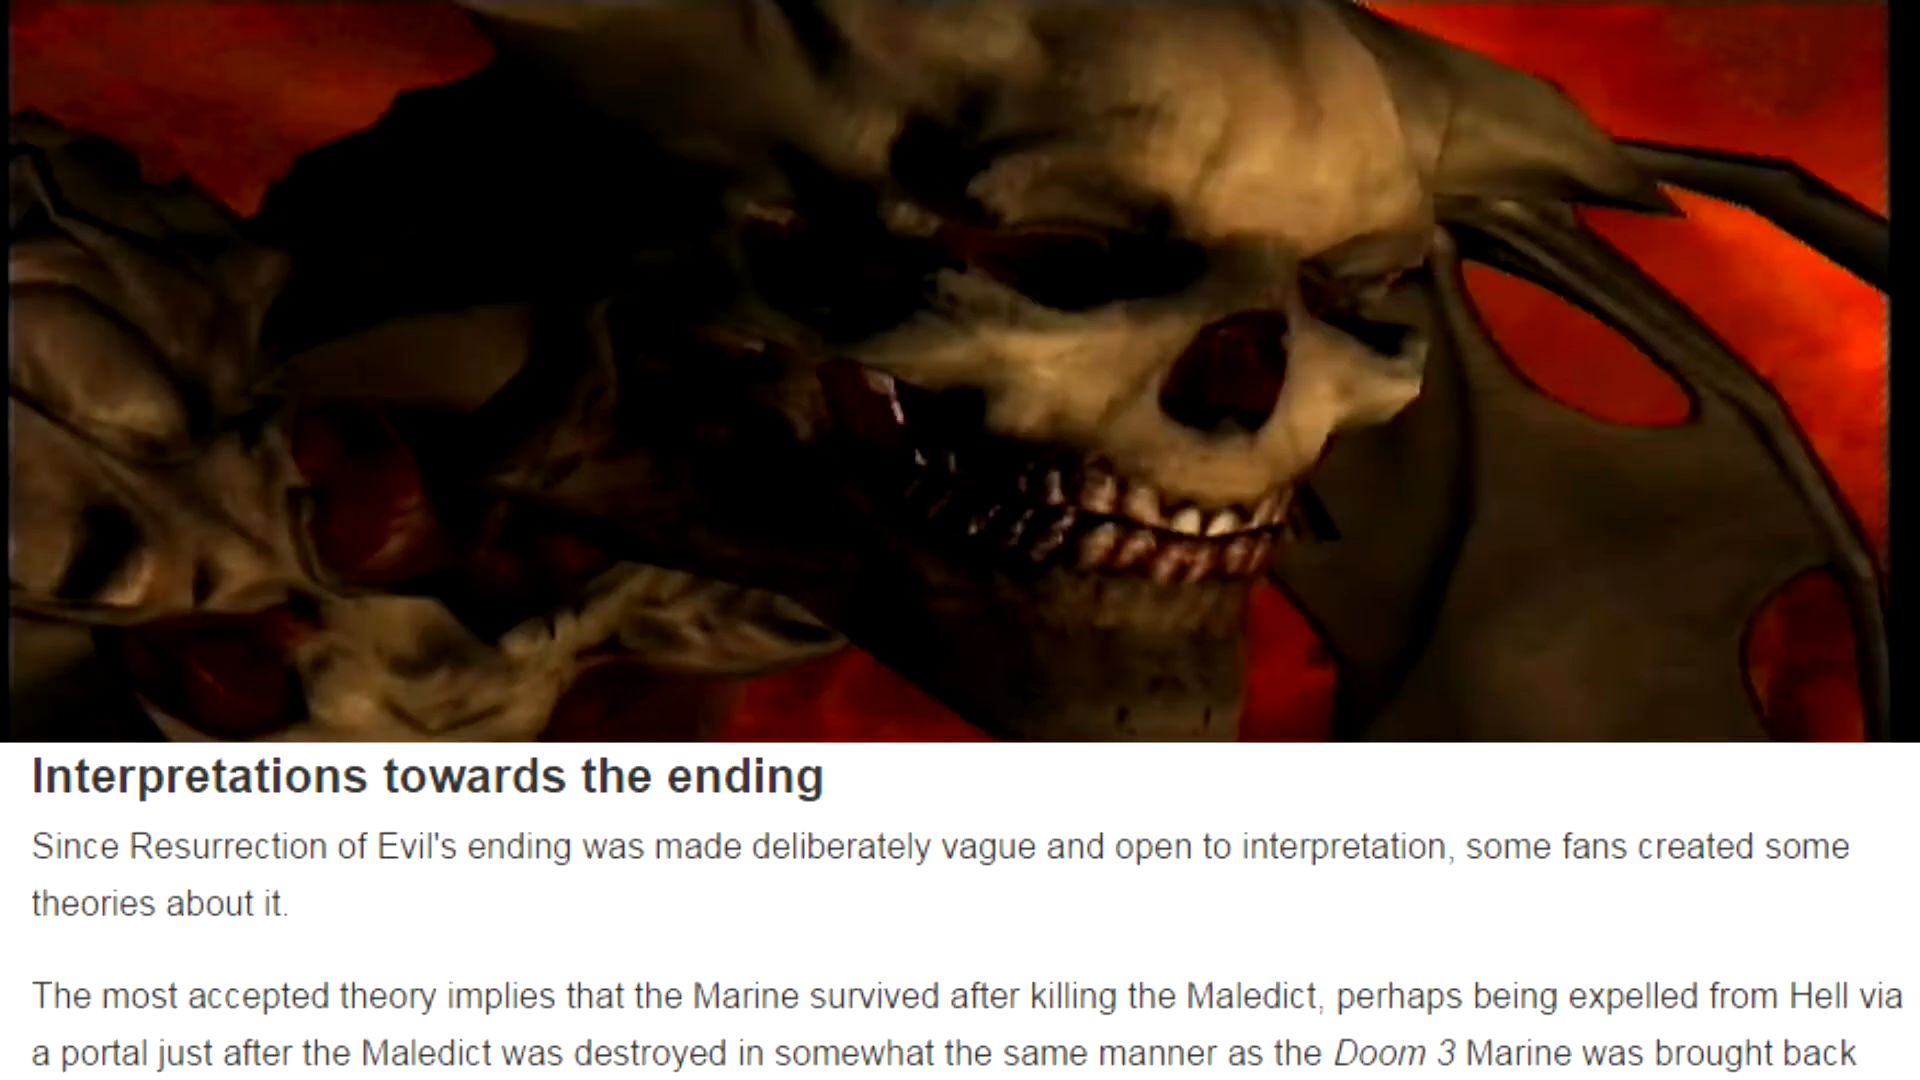 Interpretations towards the ending
Since Resurrection of Evil's ending was made deliberately vague and open to interpretation, some fans created some
theories about it.
The most accepted theory implies that the Marine survived after killing the Maledict, perhaps being expelled from Hell via
a portal just after the Maledict was destroyed in somewhat the same manner as the Doom 3 Marine was brought back